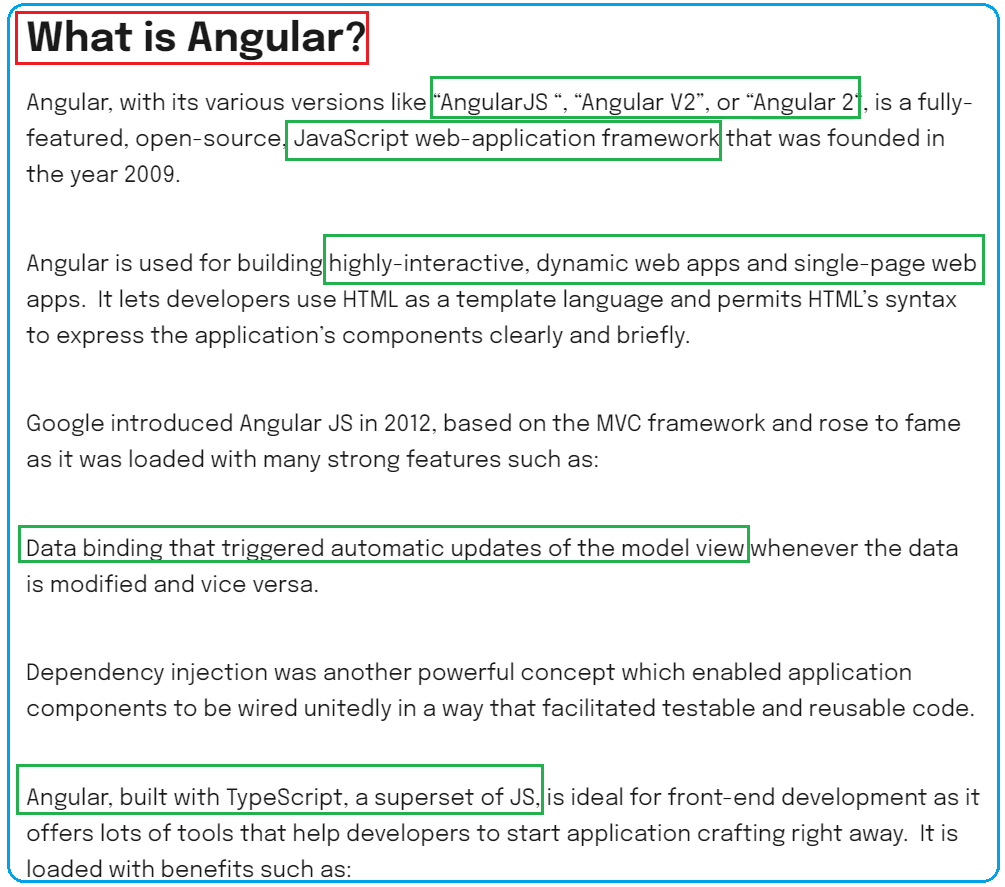 What is Angular?
Angular, with its various versions like “AngularJS “, “Angular V2”, or “Angular 2“, is a fully-
featured, open-source, JavaScript web-application framework that was founded in
the year 2009.
Angular is used for building highly-interactive, dynamic web apps and single-page web
apps.  It lets developers use HTML as a template language and permits HTML’s syntax
to express the application’s components clearly and briefly.
Google introduced Angular JS in 2012, based on the MVC framework and rose to fame
as it was loaded with many strong features such as:
Data binding that triggered automatic updates of the model view whenever the data
is modified and vice versa.
Dependency injection was another powerful concept which enabled application
components to be wired unitedly in a way that facilitated testable and reusable code.
Angular, built with TypeScript, a superset of JS, is ideal for front-end development as it
offers lots of tools that help developers to start application crafting right away.  It is
loaded with benefits such as: